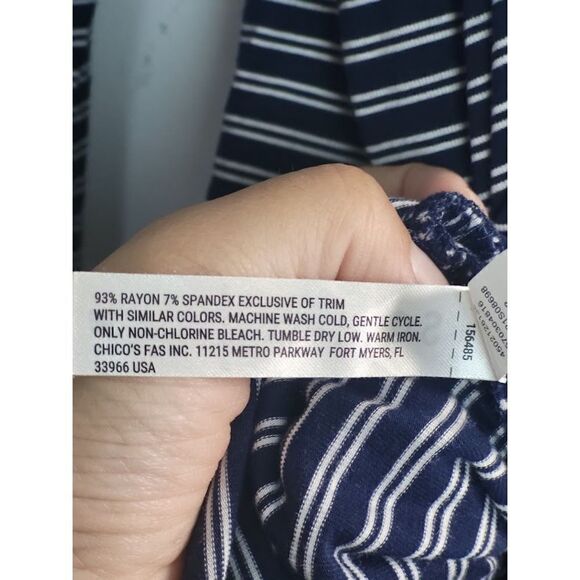 93% RAYON 7% SPANDEX EXCLUSIVE OF TRIM
WITH SIMILAR COLORS. MACHINE WASH COLD, GENTLE CYCLE.
ONLY NON-CHLORINE BLEACH. TUMBLE DRY LOW. WARM IRON.
CHICO'S FAS INC. 11215 METRO PARKWAY FORT MYERS, FL
33966 USA
156485